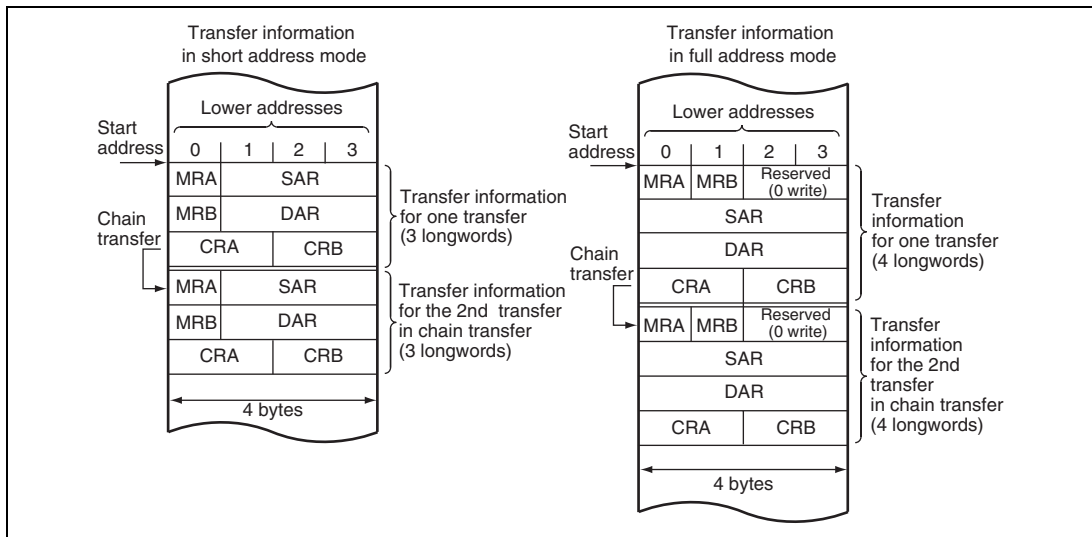 Transfer information
in short address mode
Lower addresses
Start
address
0 1 2 3
MRA SAR
MRB DAR
CRA CRB
Transfer information
for one transfer
(3 longwords)
Chain
transfer
MRA SAR
MRB DAR
CRA CRB
Transfer information
for the 2nd transfer
in chain transfer
(3 longwords)
4 bytes
Transfer information
in full address mode
Lower addresses
Start
address
0 1 2 3
MRA MRB Reserved
(0 write)
SAR
DAR
CRA CRB
Transfer
information
for one transfer
(4 longwords)
Chain
transfer
MRA MRB Reserved
(0 write)
SAR
DAR
CRA CRB
Transfer
information
for the 2nd
transfer
in chain transfer
(4 longwords)
4 bytes